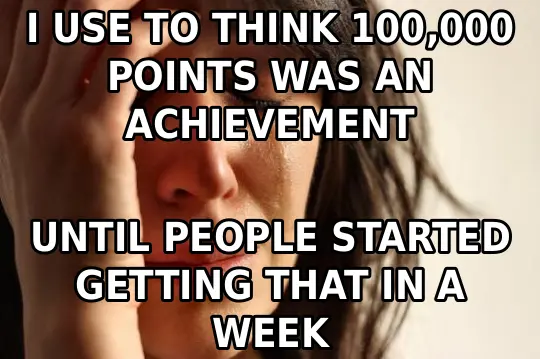 I USE TO THINK 100,000
POINTS WAS AN
ACHIEVEMENT
UNTIL PEOPLE STARTED
GETTING THAT IN A
WEEK